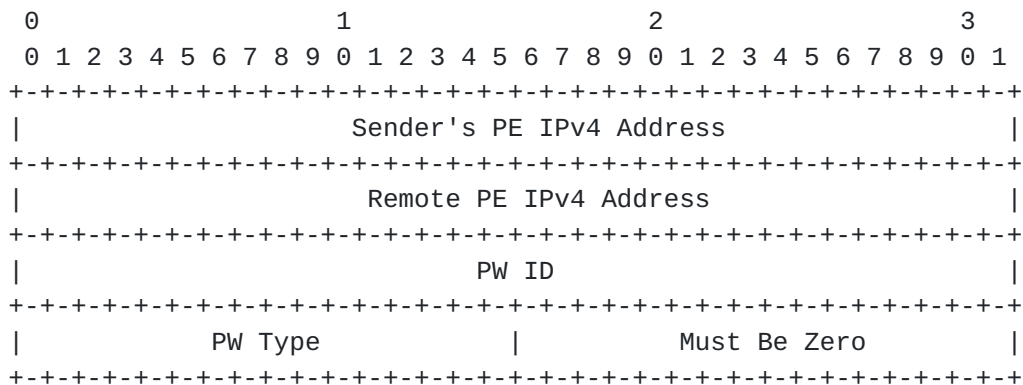 0                   1                   2                   3
 0 1 2 3 4 5 6 7 8 9 0 1 2 3 4 5 6 7 8 9 0 1 2 3 4 5 6 7 8 9 0 1
+-+-+-+-+-+-+-+-+-+-+-+-+-+-+-+-+-+-+-+-+-+-+-+-+-+-+-+-+-+-+-+-+
|                     Sender's PE IPv4 Address                  |
+-+-+-+-+-+-+-+-+-+-+-+-+-+-+-+-+-+-+-+-+-+-+-+-+-+-+-+-+-+-+-+-+
|                      Remote PE IPv4 Address                   |
+-+-+-+-+-+-+-+-+-+-+-+-+-+-+-+-+-+-+-+-+-+-+-+-+-+-+-+-+-+-+-+-+
|                             PW ID                             |
+-+-+-+-+-+-+-+-+-+-+-+-+-+-+-+-+-+-+-+-+-+-+-+-+-+-+-+-+-+-+-+-+
|            PW Type            |          Must Be Zero         |
+-+-+-+-+-+-+-+-+-+-+-+-+-+-+-+-+-+-+-+-+-+-+-+-+-+-+-+-+-+-+-+-+